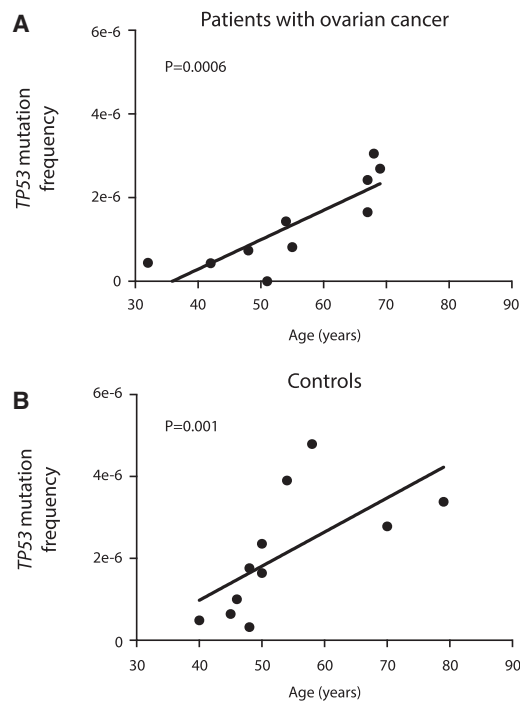 A
Patients with ovarian cancer
6e-6
P=0.0006
4e-6
TP53 mutation
frequency
2e-6
0
30 40 50 60 70 80 90
Age (years)
B
Controls
6e-6
P=0.001
4e-6
TP53 mutation
frequency
2e-6
0
30 40 50 60 70 80 90
Age (years)